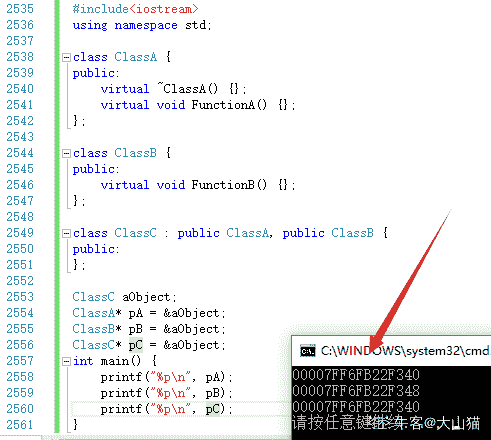 2535 #include<iostream>
2536 using namespace std;
2537
2538 class ClassA {
2539 public:
2540 virtual ~ClassA() {};
2541 virtual void FunctionA() {};
2542 };
2543
2544 class ClassB {
2545 public:
2546 virtual void FunctionB() {};
2547 };
2548
2549 class ClassC : public ClassA, public ClassB {
2550 public:
2551 };
2552
2553 ClassC aObject;
2554 ClassA* pA = &aObject;
2555 ClassB* pB = &aObject;
2556 ClassC* pC = &aObject;
2557 int main() {
2558 printf("%p\n", pA);
2559 printf("%p\n", pB);
2560 printf("%p\n", pC);
2561 }
C:\WINDOWS\system32\cmd
00007FF6FB22F340
00007FF6FB22F348
00007FF6FB22F340
请按任意键继续
牛客@大山猫